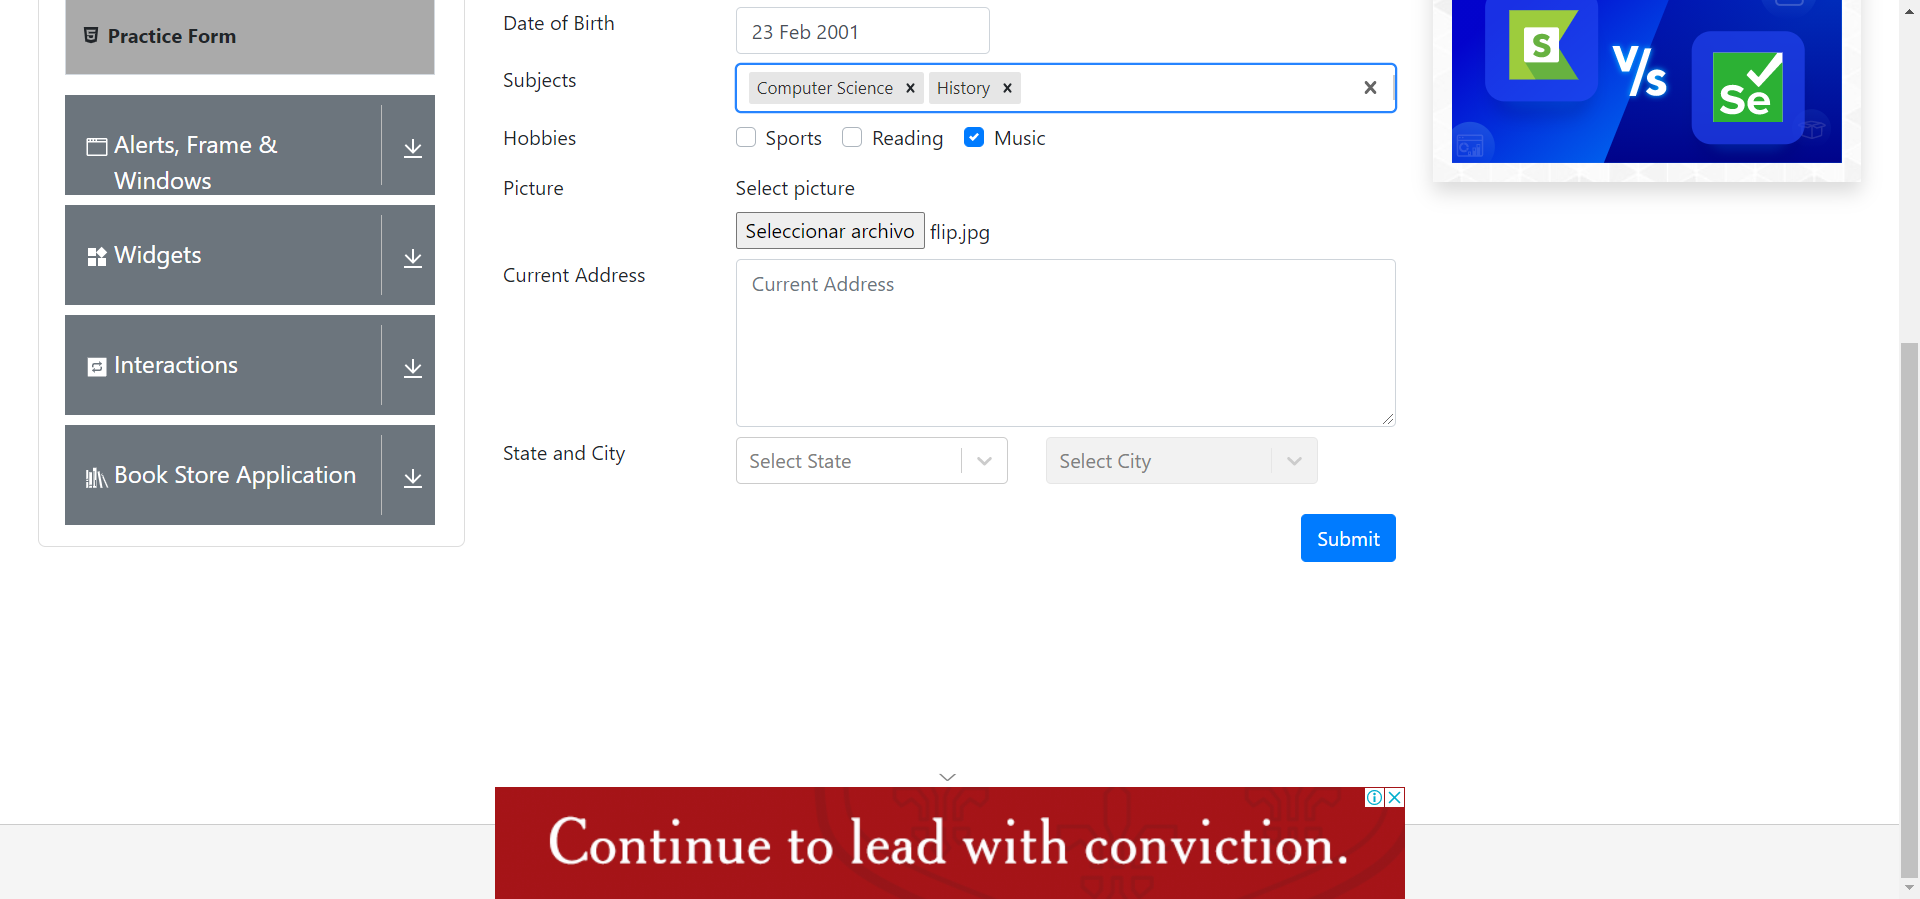 Practice Form
Alerts, Frame &
Windows
Widgets
Interactions
Book Store Application
Date of Birth
23 Feb 2001
Subjects
Computer Science
History
Hobbies
Sports
Reading
Music
Picture
Select picture
Seleccionar archivo flip.jpg
Current Address
Current Address
State and City
Select State
Select City
Submit
S
V/s
Se
Continue to lead with conviction.